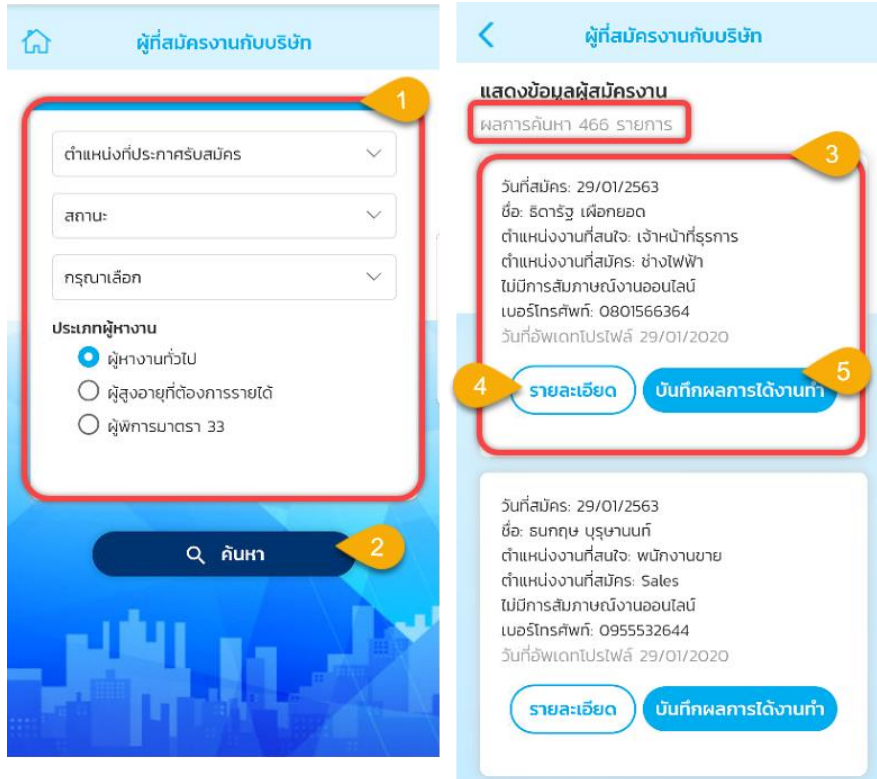 ผู้ที่สมัครงานกับบริษัท
1
ตำแหน่งที่ประกาศรับสมัคร
สถานะ
กรุณาเลือก
ประเภทผู้หางาน
ผู้หางานทั่วไป
ผู้สูงอายุที่ต้องการรายได้
ผู้พิการมาตรา 33
ค้นหา
2
ผู้ที่สมัครงานกับบริษัท
แสดงข้อมูลผู้สมัครงาน
ผลการค้นหา 466 รายการ
3
วันที่สมัคร: 29/01/2563
ชื่อ: ธิดารัฐ เผือกยอด
ตำแหน่งงานที่สนใจ: เจ้าหน้าที่ธุรการ
ตำแหน่งงานที่สมัคร: ช่างไฟฟ้า
ไม่มีการสัมภาษณ์งานออนไลน์
เบอร์โทรศัพท์: 0801566364
วันที่อัพเดทโปรไฟล์ 29/01/2020
4
รายละเอียด
บันทึกผลการได้งานทำ
5
วันที่สมัคร: 29/01/2563
ชื่อ: ธนกฤษ บุรุษานนท์
ตำแหน่งงานที่สนใจ: พนักงานขาย
ตำแหน่งงานที่สมัคร: Sales
ไม่มีการสัมภาษณ์งานออนไลน์
เบอร์โทรศัพท์: 0955532644
วันที่อัพเดทโปรไฟล์ 29/01/2020
รายละเอียด
บันทึกผลการได้งานทำ